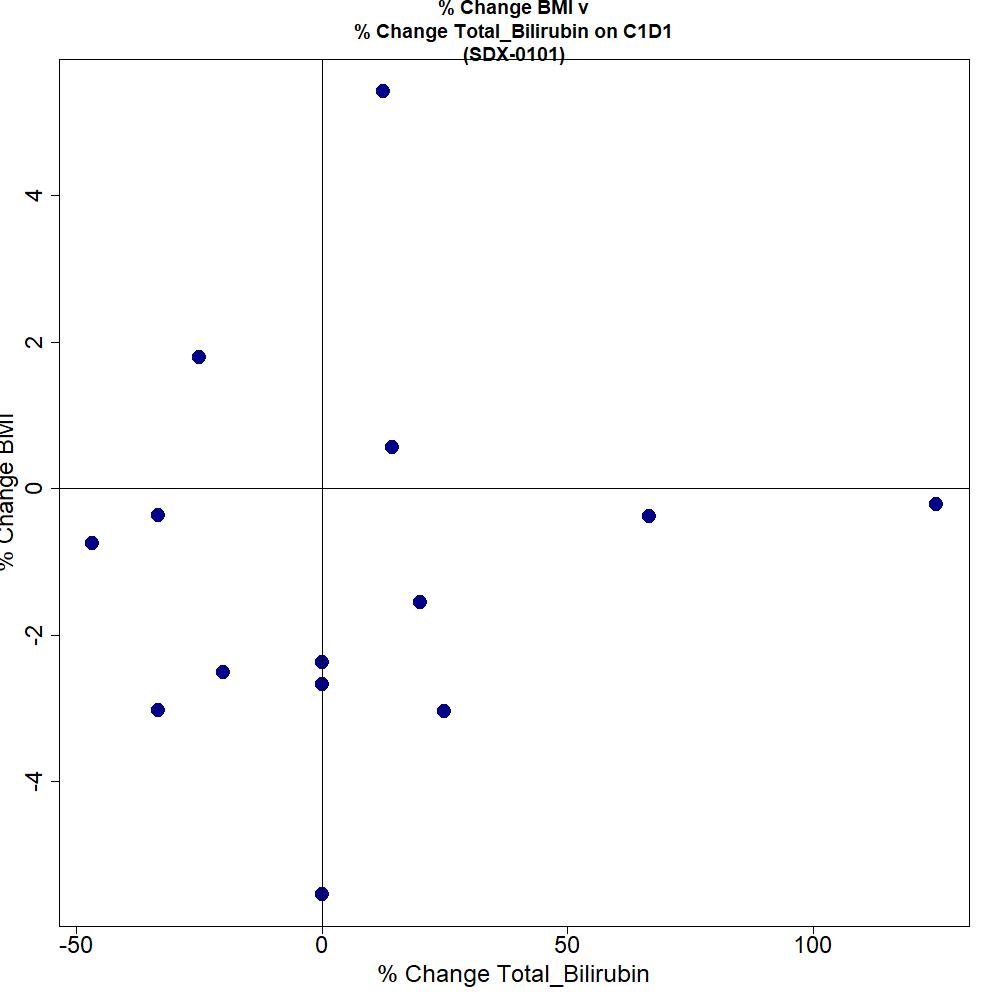 % Change BMI v
% Change Total_Bilirubin on C1D1
(SDX-0101)
% Change BMI
4
2
0
-2
-4
-50
0
50
100
% Change Total_Bilirubin